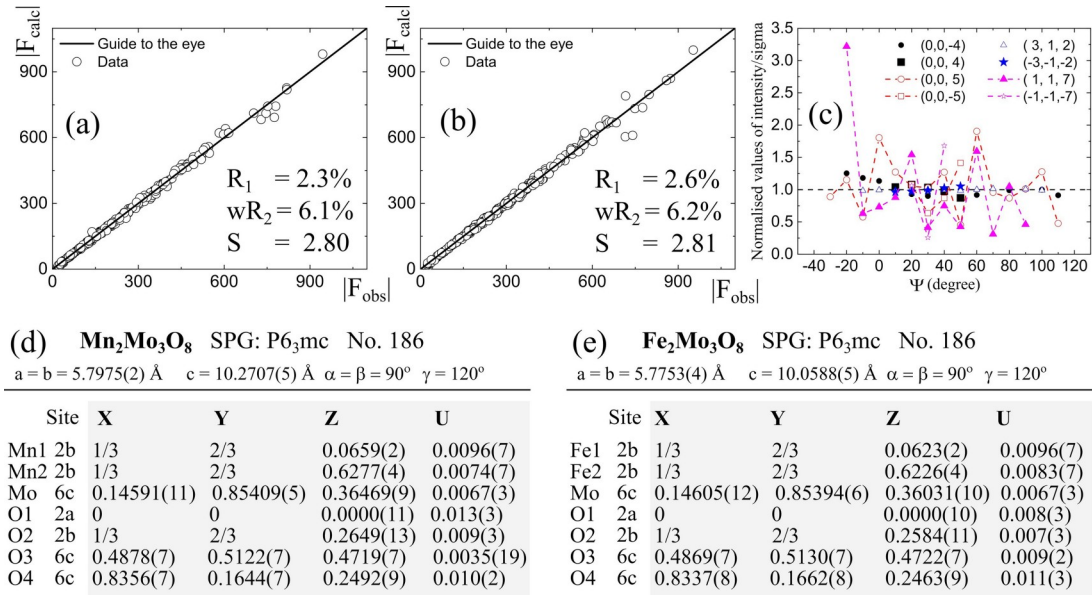 |F_calc|
1100
900
600
300
0
Guide to the eye
Data
(a)
R₁ = 2.3%
wR₂ = 6.1%
S = 2.80
0 300 600 900
|F_obs|
|F_calc|
900
600
300
0
Guide to the eye
Data
(b)
R₁ = 2.6%
wR₂ = 6.2%
S = 2.81
0 300 600 900
|F_obs|
Normalised values of intensity/sigma
3.5
3.0
2.5
2.0
1.5
1.0
0.5
0.0
(0,0,-4) ( 3, 1, 2)
(0,0, 4) (-3,-1,-2)
(0,0, 5) ( 1, 1,7)
(0,0,-5) (-1,-1,-7)
(c)
-40 -20 0 20 40 60 80 100 120
Ψ (degree)
(d) Mn₂Mo₃O₈ SPG: P6₃mc No. 186
a = b = 5.7975(2) Å c = 10.2707(5) Å α = β = 90° γ = 120°
Site X Y Z U
Mn1 2b 1/3 2/3 0.0659(2) 0.0096(7)
Mn2 2b 1/3 2/3 0.6277(4) 0.0074(7)
Mo 6c 0.14591(11) 0.85409(5) 0.36469(9) 0.0067(3)
O1 2a 0 0 0.0000(11) 0.013(3)
O2 2b 1/3 2/3 0.2649(13) 0.009(3)
O3 6c 0.4878(7) 0.5122(7) 0.4719(7) 0.0035(19)
O4 6c 0.8356(7) 0.1644(7) 0.2492(9) 0.010(2)
(e) Fe₂Mo₃O₈ SPG: P6₃mc No. 186
a = b = 5.7753(4) Å c = 10.0588(5) Å α = β = 90° γ = 120°
Site X Y Z U
Fe1 2b 1/3 2/3 0.0623(2) 0.0096(7)
Fe2 2b 1/3 2/3 0.6226(4) 0.0083(7)
Mo 6c 0.14605(12) 0.85394(6) 0.36031(10) 0.0067(3)
O1 2a 0 0 0.0000(10) 0.008(3)
O2 2b 1/3 2/3 0.2584(11) 0.007(3)
O3 6c 0.4869(7) 0.5130(7) 0.4722(7) 0.009(2)
O4 6c 0.8337(8) 0.1662(8) 0.2463(9) 0.011(3)